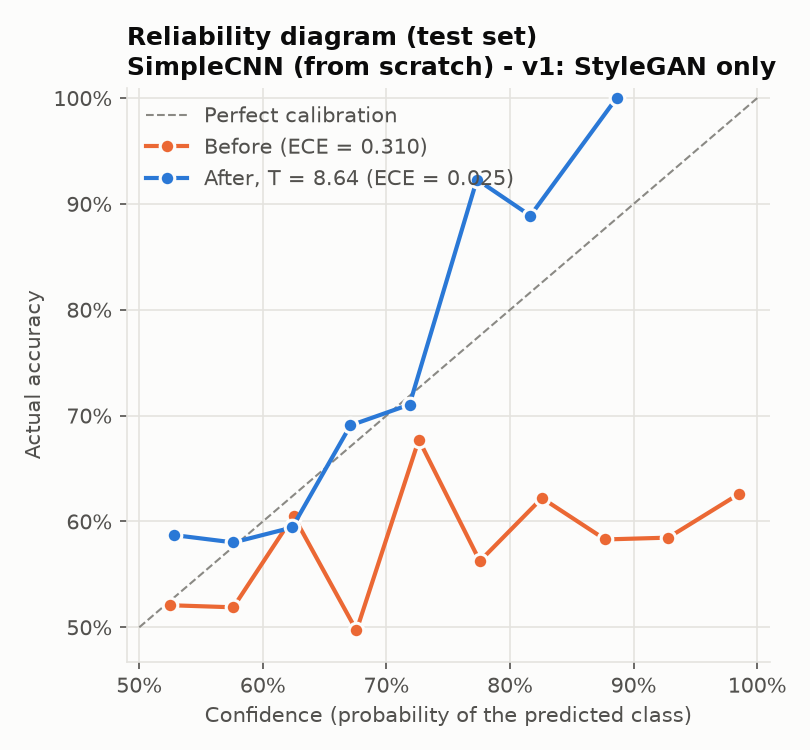 Reliability diagram (test set)
SimpleCNN (from scratch) - v1: StyleGAN only
100%
90%
80%
70%
60%
50%
Actual accuracy
Perfect calibration
Before (ECE = 0.310)
After, T = 8.64 (ECE = 0.025)
50%
60%
70%
80%
90%
100%
Confidence (probability of the predicted class)